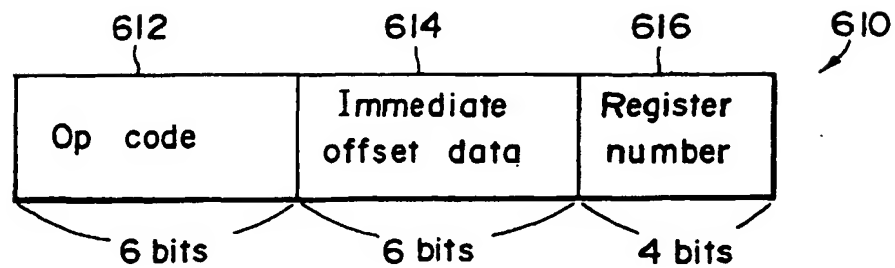 612 614 616 610
Op code
Immediate
offset data
Register
number
6 bits 6 bits 4 bits